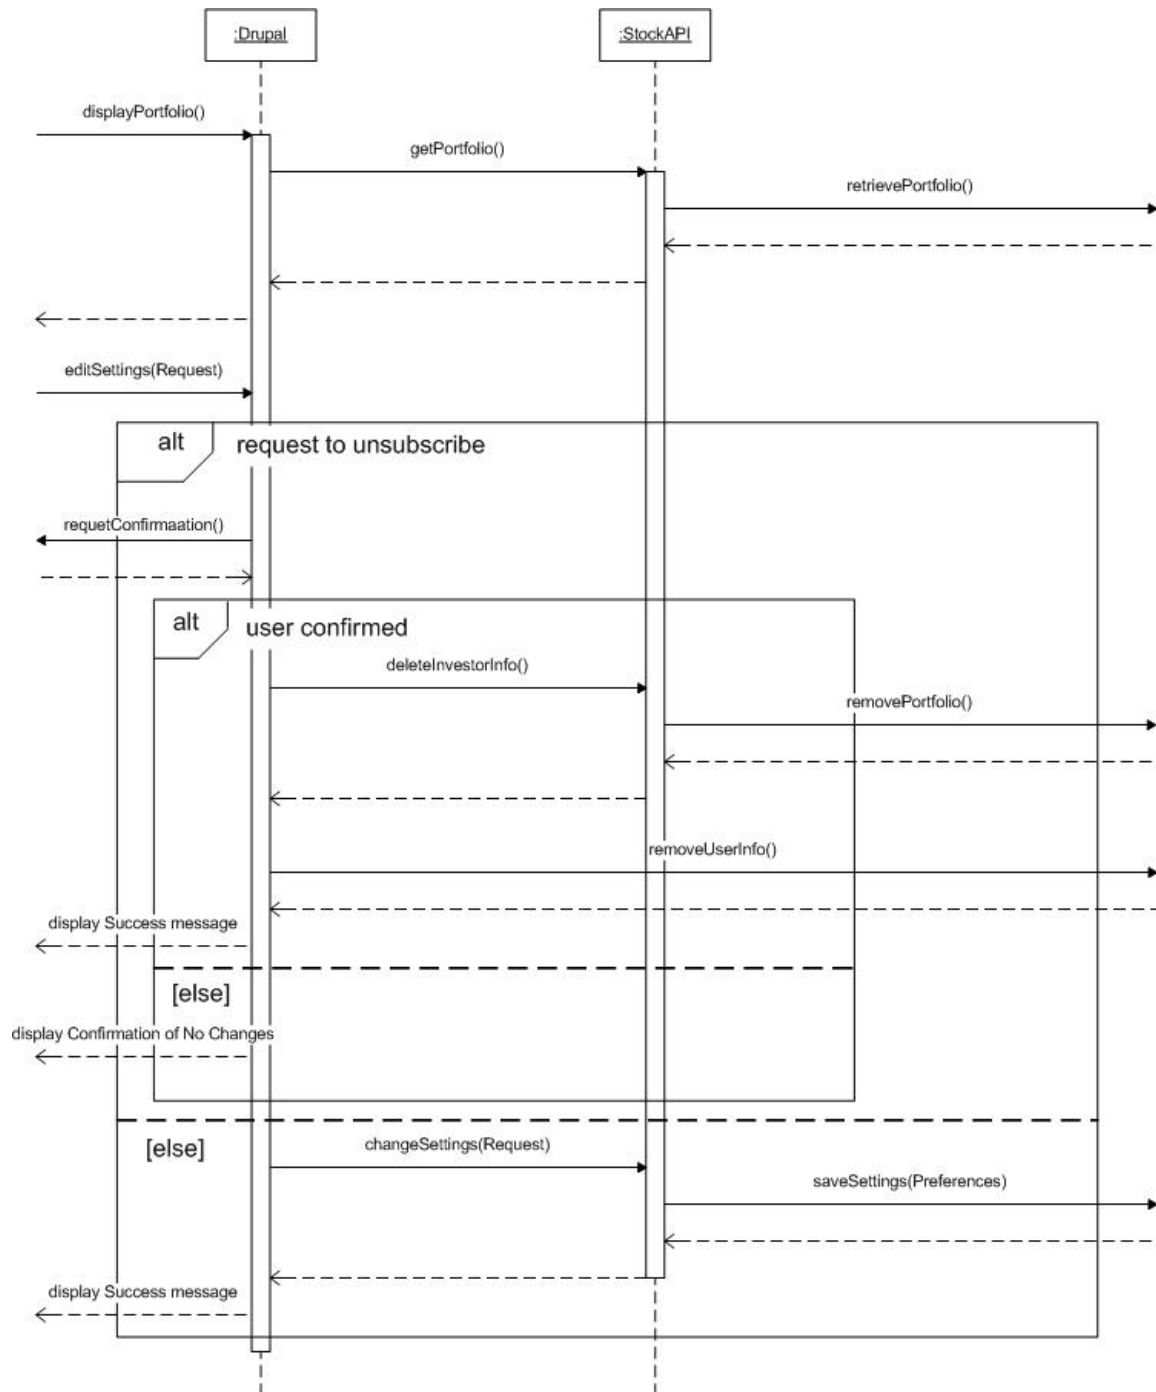 :Drupal
:StockAPI
displayPortfolio()
getPortfolio()
retrievePortfolio()
editSettings(Request)
alt
request to unsubscribe
requetConfirmaation()
alt
user confirmed
deleteInvestorInfo()
removePortfolio()
removeUserInfo()
display Success message
[else]
display Confirmation of No Changes
[else]
changeSettings(Request)
saveSettings(Preferences)
display Success message